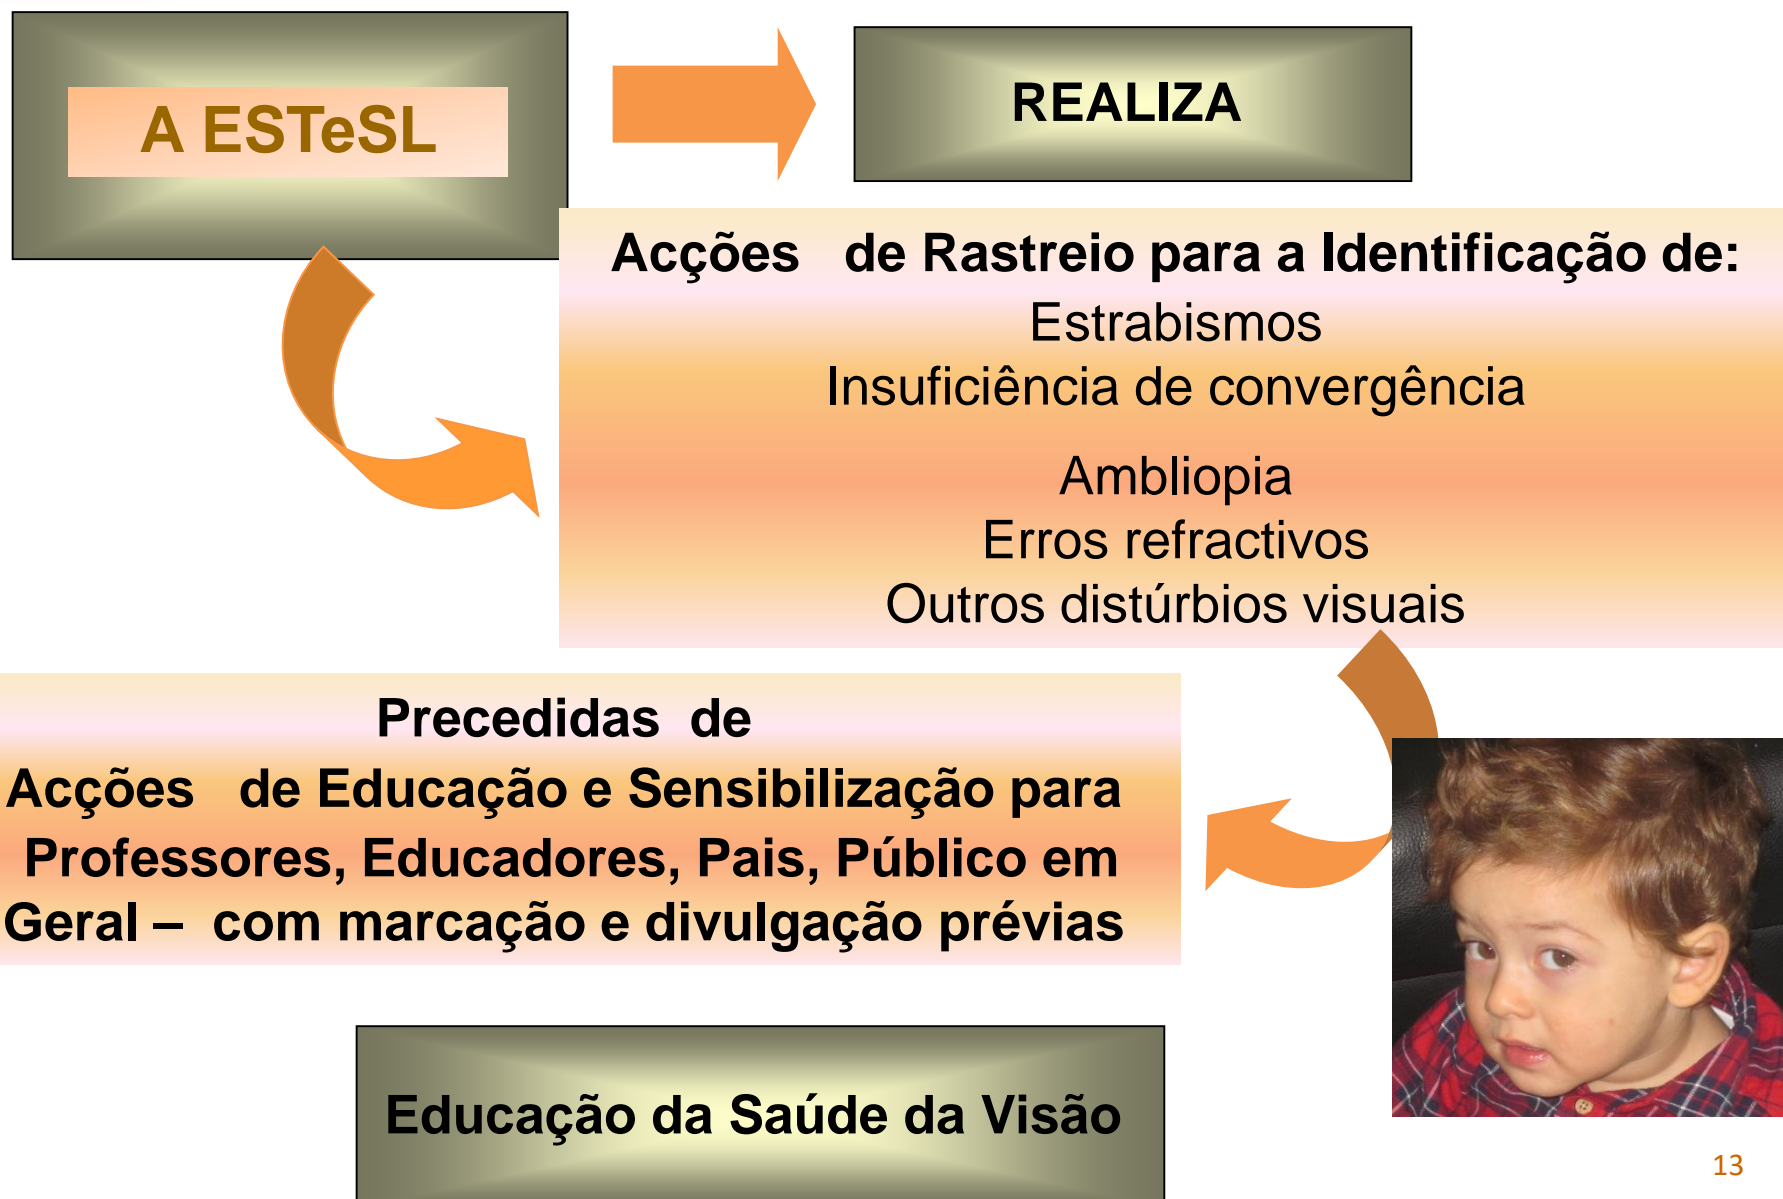 A ESTeSL
REALIZA
Acções de Rastreio para a Identificação de:
Estrabismos
Insuficiência de convergência
Ambliopia
Erros refractivos
Outros distúrbios visuais
Precedidas de
Acções de Educação e Sensibilização para
Professores, Educadores, Pais, Público em
Geral – com marcação e divulgação prévias
Educação da Saúde da Visão
13